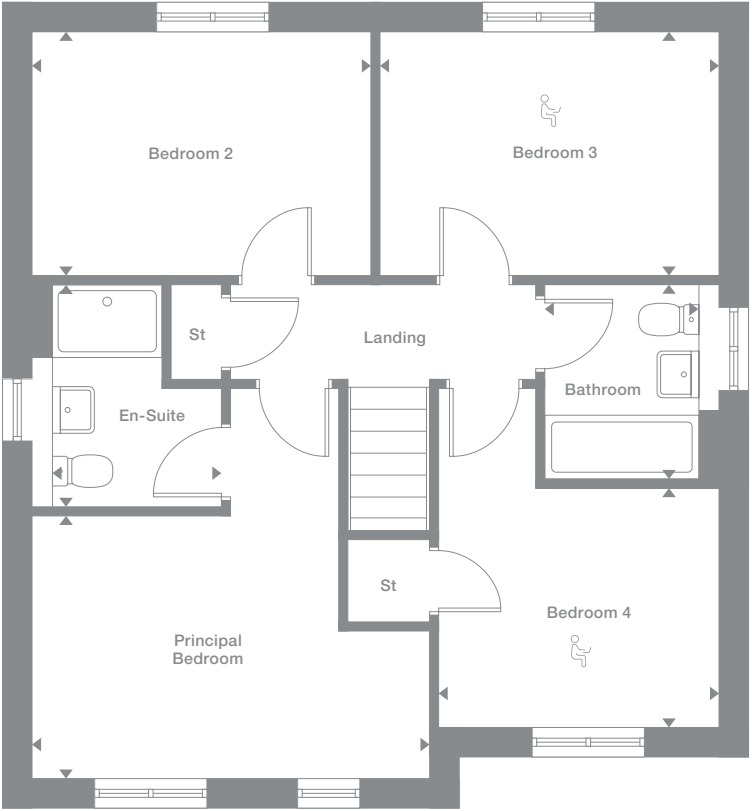 Bedroom 2
Bedroom 3
St
Landing
Bathroom
En-Suite
St
Bedroom 4
Principal
Bedroom